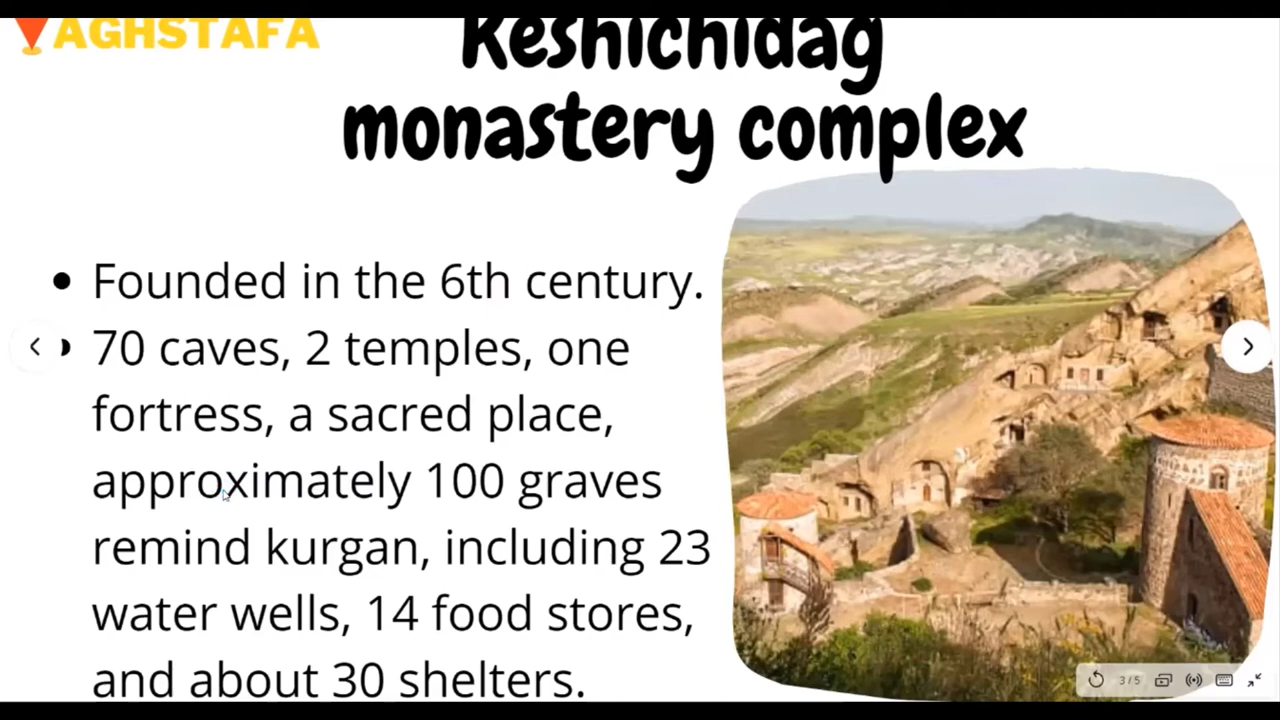 AGHSTAFA
Keshichidag
monastery complex
Founded in the 6th century.
70 caves, 2 temples, one
fortress, a sacred place,
approximately 100 graves
remind kurgan, including 23
water wells, 14 food stores,
and about 30 shelters.
3/5